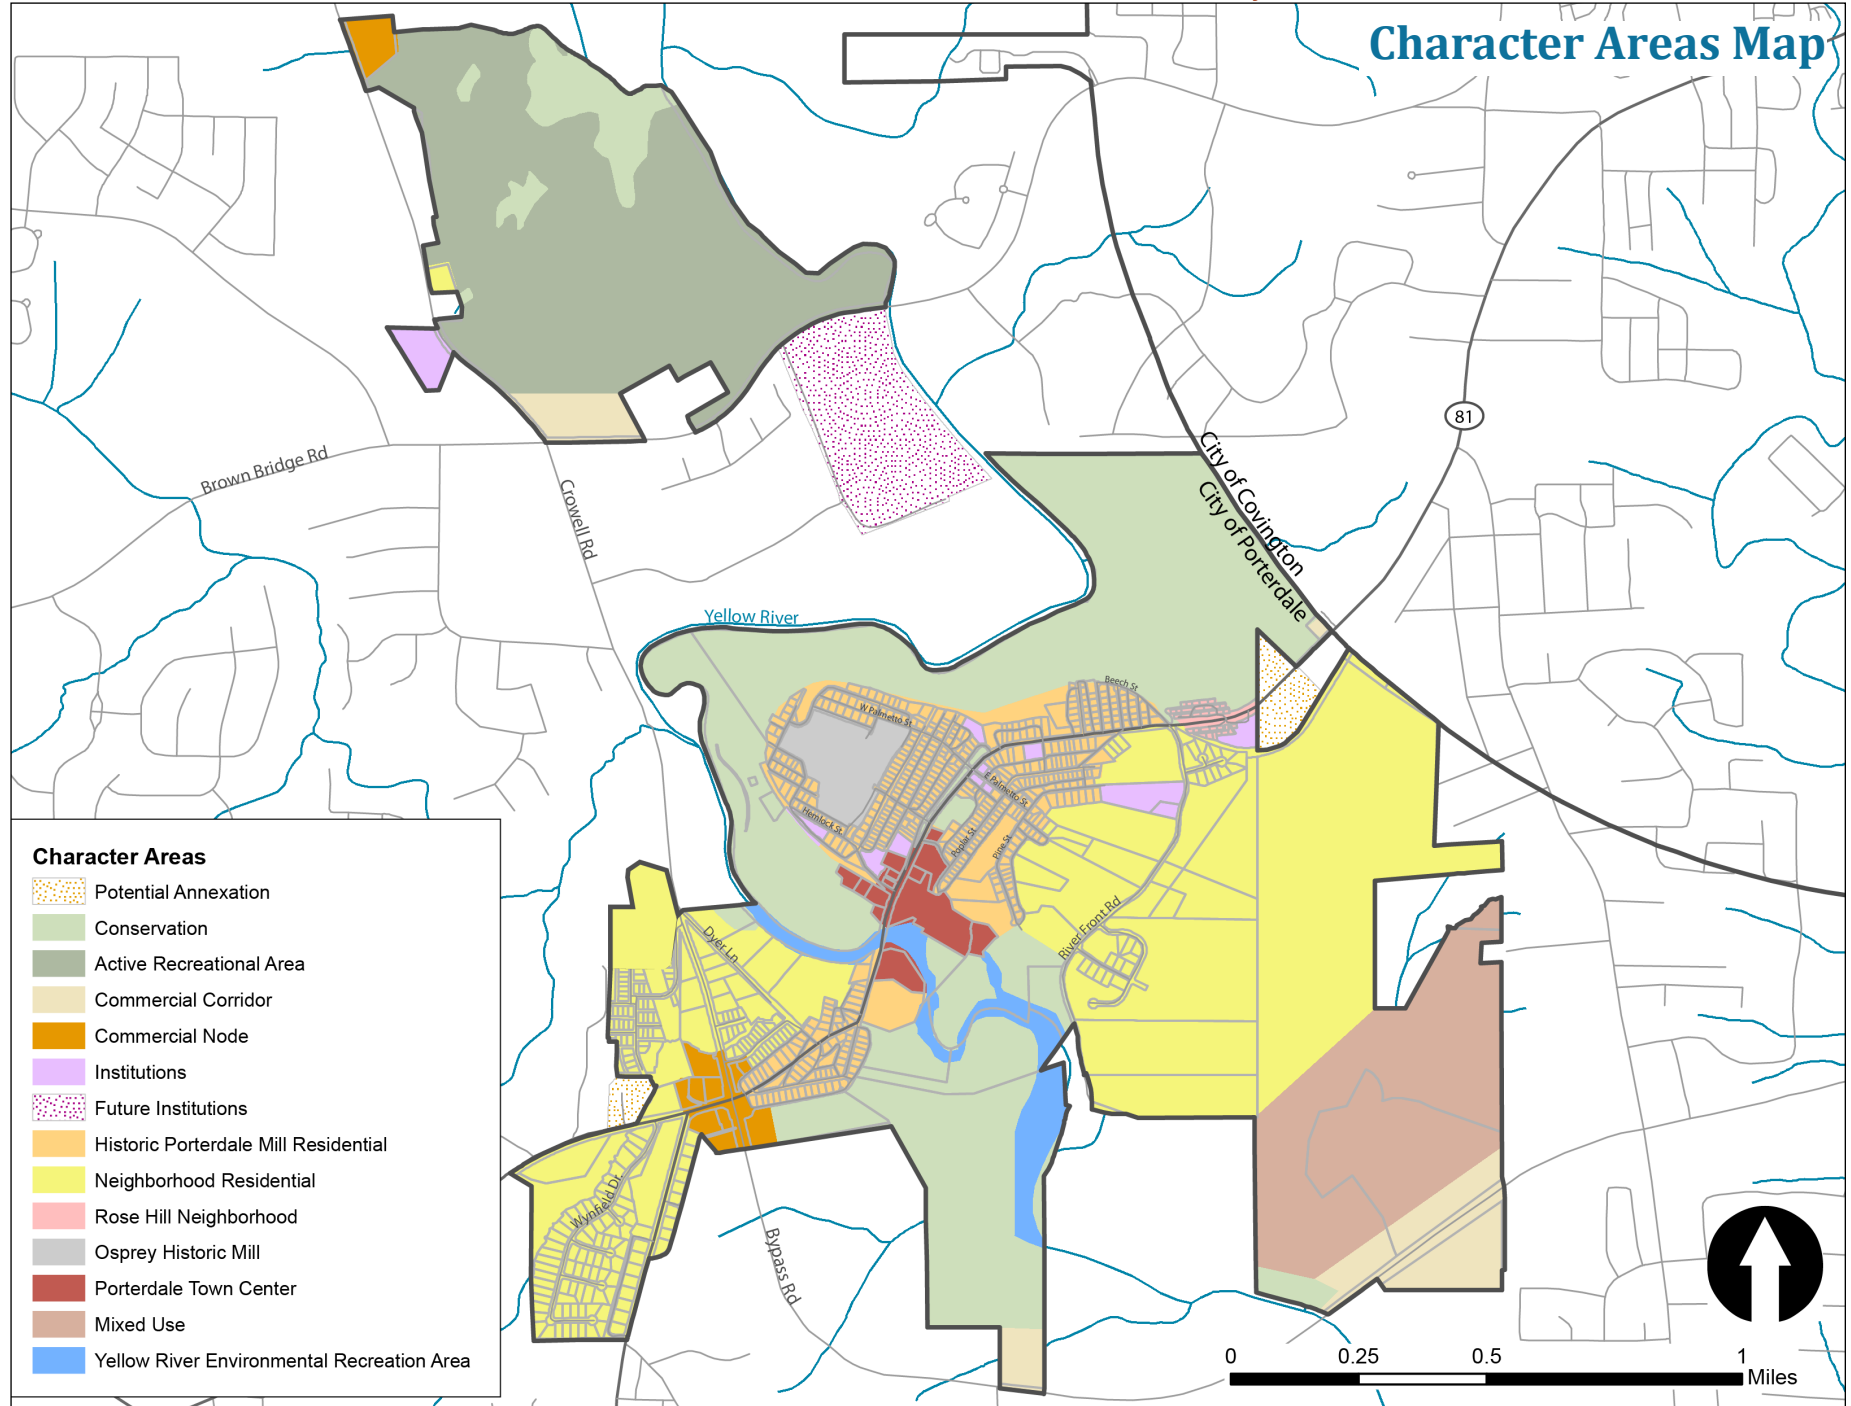 Character Areas Map
81
City of Covington
City of Porterdale
Brown Bridge Rd
Crowell Rd
Yellow River
Beech St
W Palmetto St
E Palmetto St
Hemlock St
Poplar St
Pine St
River Front Rd
Dyer Ln
Wynfield Dr.
Bypass Rd
Character Areas
Potential Annexation
Conservation
Active Recreational Area
Commercial Corridor
Commercial Node
Institutions
Future Institutions
Historic Porterdale Mill Residential
Neighborhood Residential
Rose Hill Neighborhood
Osprey Historic Mill
Porterdale Town Center
Mixed Use
Yellow River Environmental Recreation Area
0 0.25 0.5 1
Miles